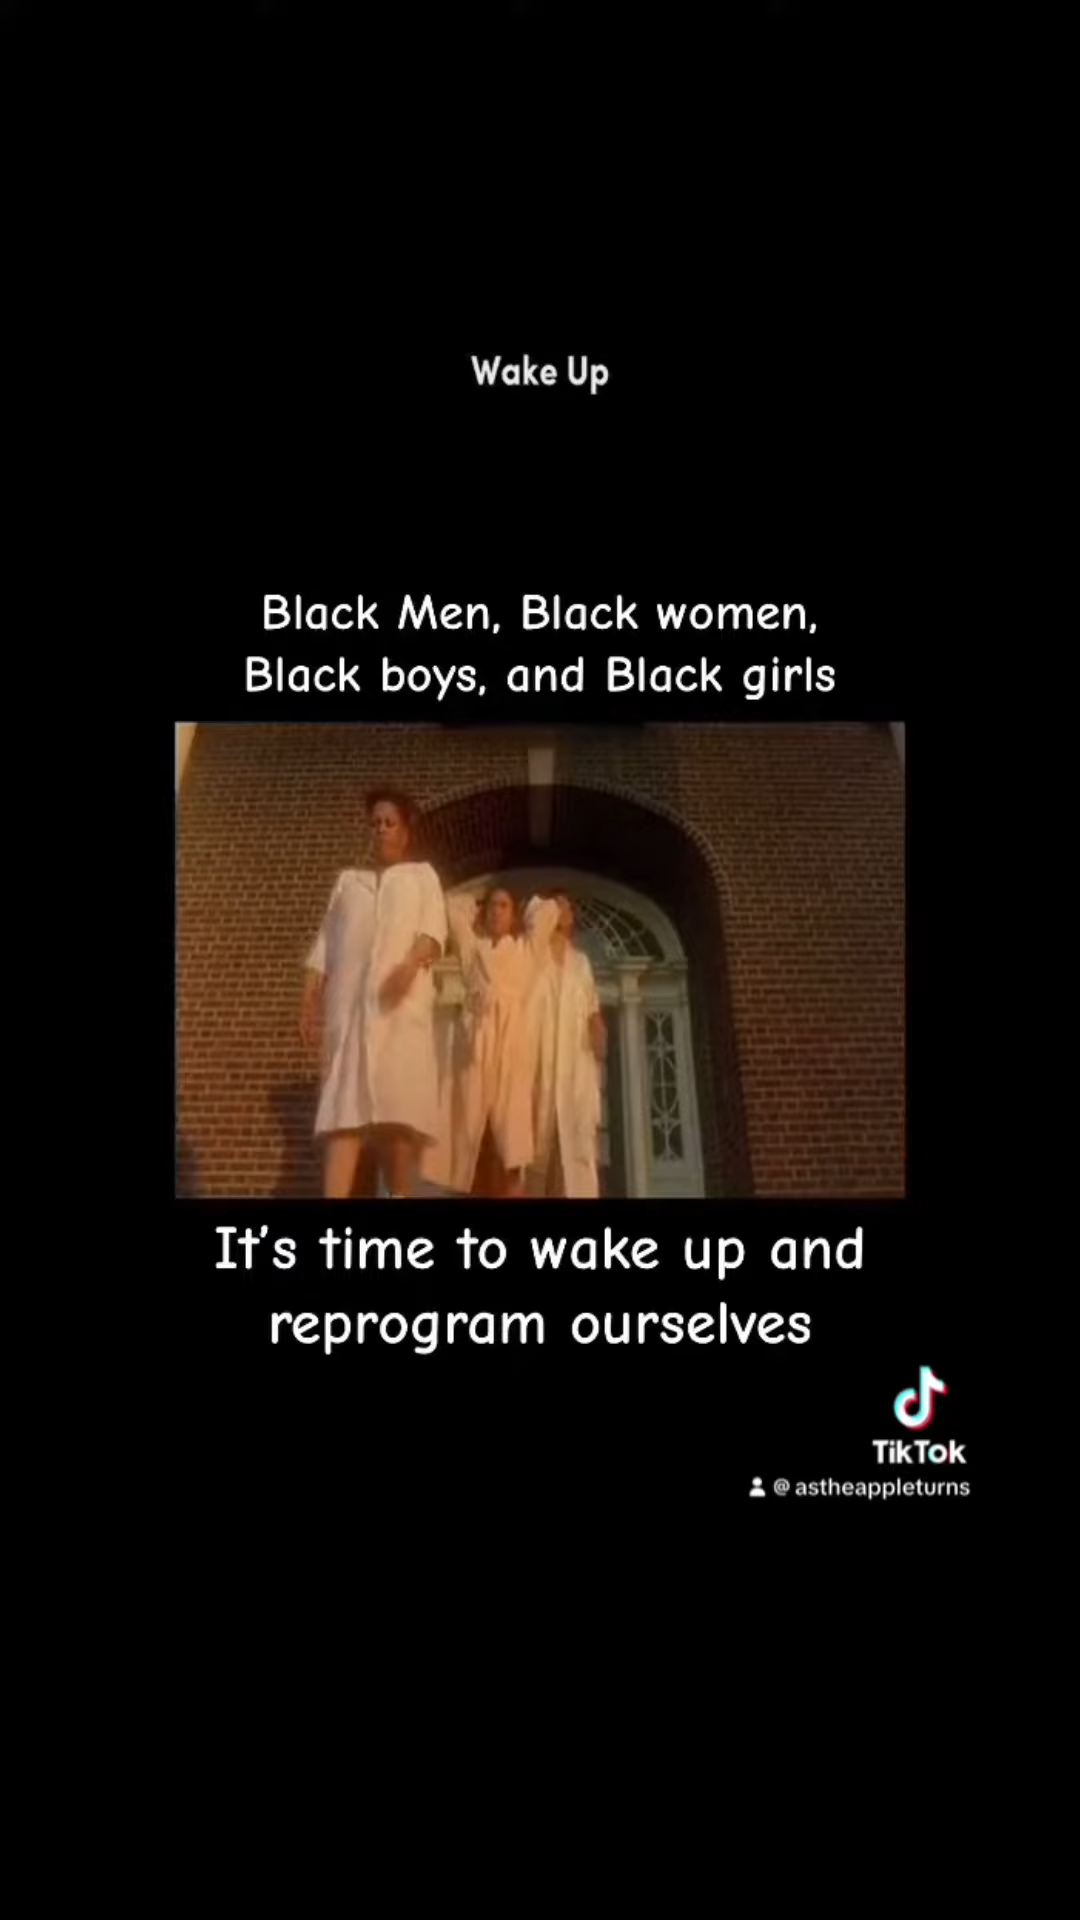 Wake Up
Black Men, Black women,
Black boys, and Black girls
It's time to wake up and
reprogram ourselves
TikTok
@astheappleturns